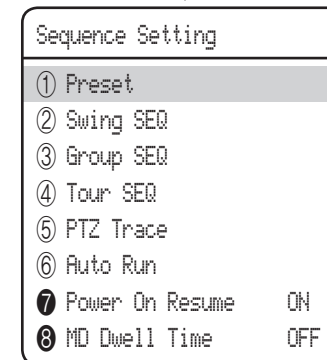 Sequence Setting
① Preset
② Swing SEQ
③ Group SEQ
④ Tour SEQ
⑤ PTZ Trace
⑥ Auto Run
❼ Power On Resume ON
❽ MD Dwell Time OFF